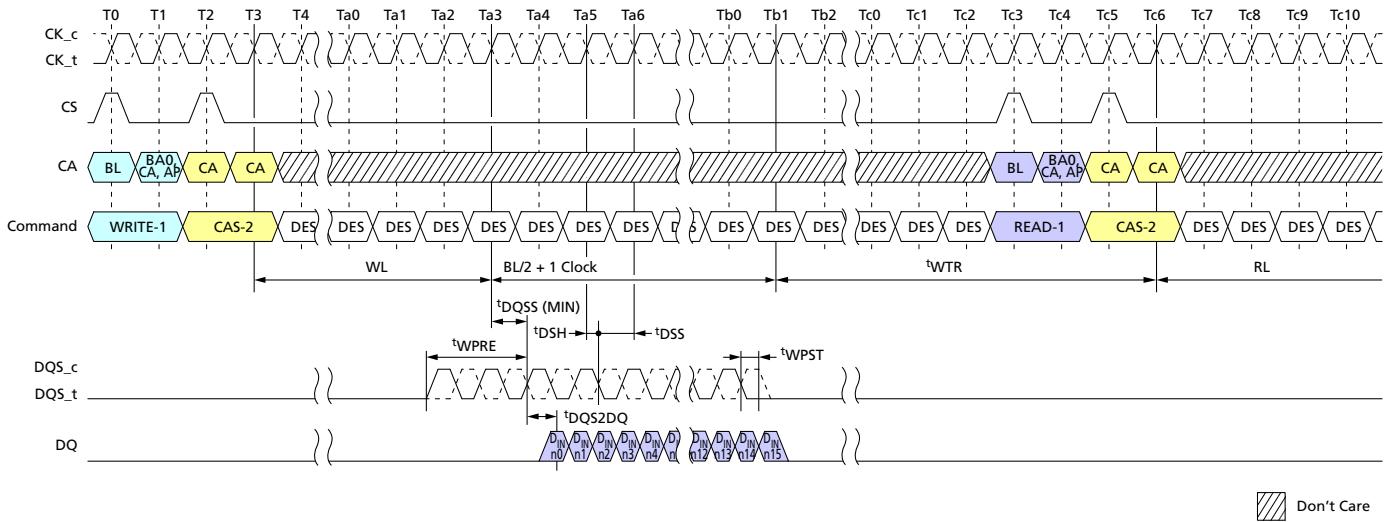 T0 T1 T2 T3 T4 Ta0 Ta1 Ta2 Ta3 Ta4 Ta5 Ta6 Tb0 Tb1 Tb2 Tc0 Tc1 Tc2 Tc3 Tc4 Tc5 Tc6 Tc7 Tc8 Tc9 Tc10
CK_c
CK_t
CS
CA BL BA0, CA, AP CA CA BL BA0, CA, AP CA CA
Command WRITE-1 CAS-2 DES DES DES DES DES DES DES DES DES DES DES DES DES DES READ-1 CAS-2 DES DES DES DES
WL BL/2 + 1 Clock tWTR RL
tDQSS (MIN)
tDSH tDSS
tWPRE tWPST
DQS_c
DQS_t
tDQS2DQ
DQ DIN n0 DIN n1 DIN n2 DIN n3 DIN n4 DIN n12 DIN n13 DIN n14 DIN n15
Don't Care